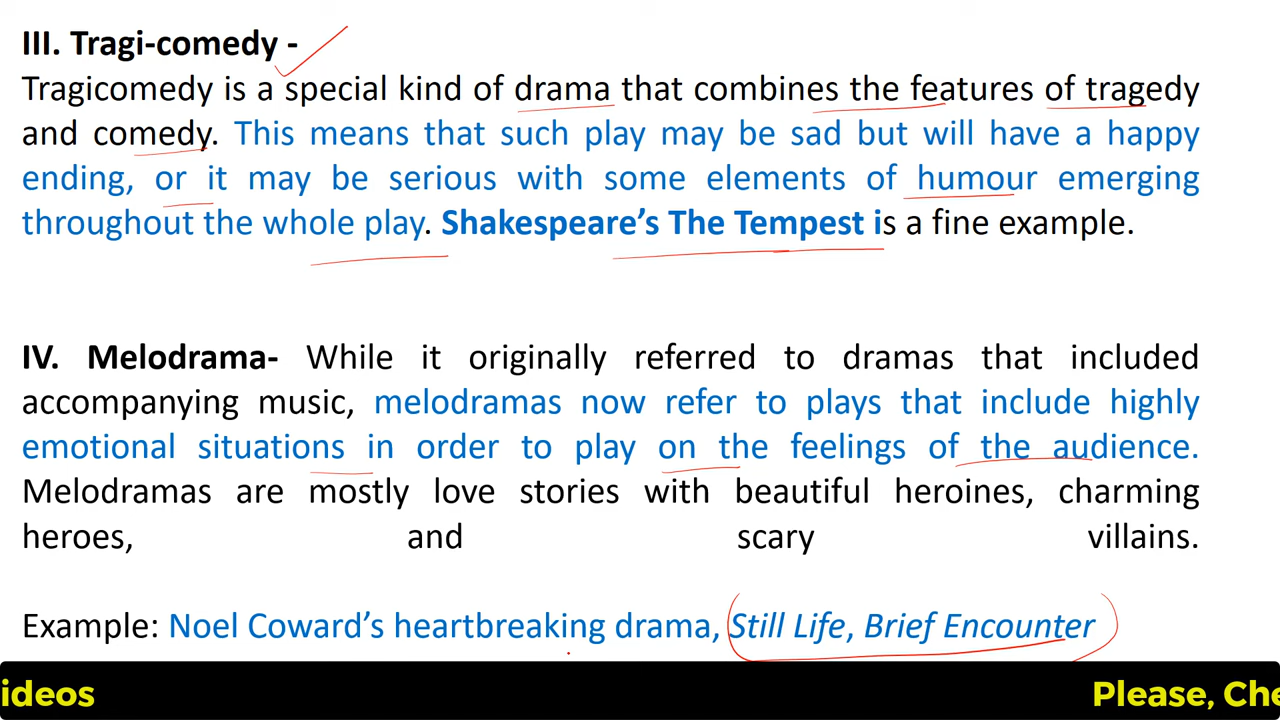 III. Tragi-comedy -
Tragicomedy is a special kind of drama that combines the features of tragedy
and comedy. This means that such play may be sad but will have a happy
ending, or it may be serious with some elements of humour emerging
throughout the whole play. Shakespeare's The Tempest is a fine example.
IV. Melodrama- While it originally referred to dramas that included
accompanying music, melodramas now refer to plays that include highly
emotional situations in order to play on the feelings of the audience.
Melodramas are mostly love stories with beautiful heroines, charming
heroes, and scary villains.
Example: Noel Coward's heartbreaking drama, Still Life, Brief Encounter
ideos Please, Che